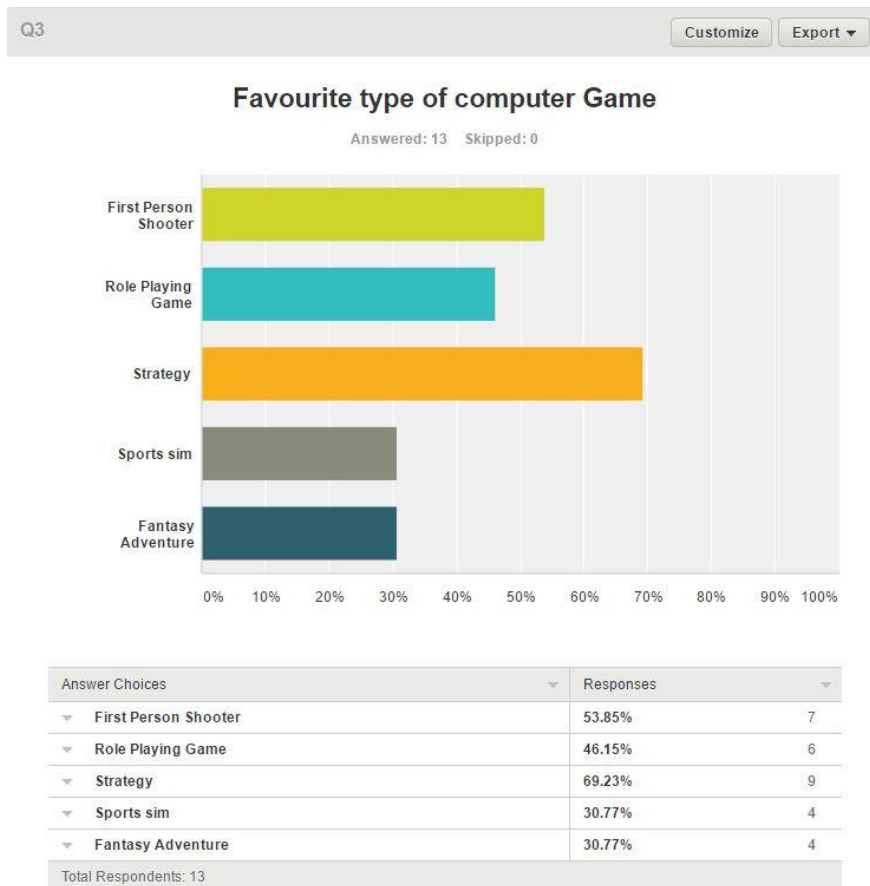 Q3
Customize
Export
Favourite type of computer Game
Answered: 13 Skipped: 0
First Person
Shooter
Role Playing
Game
Strategy
Sports sim
Fantasy
Adventure
0% 10% 20% 30% 40% 50% 60% 70% 80% 90% 100%
Answer Choices Responses
First Person Shooter 53.85% 7
Role Playing Game 46.15% 6
Strategy 69.23% 9
Sports sim 30.77% 4
Fantasy Adventure 30.77% 4
Total Respondents: 13